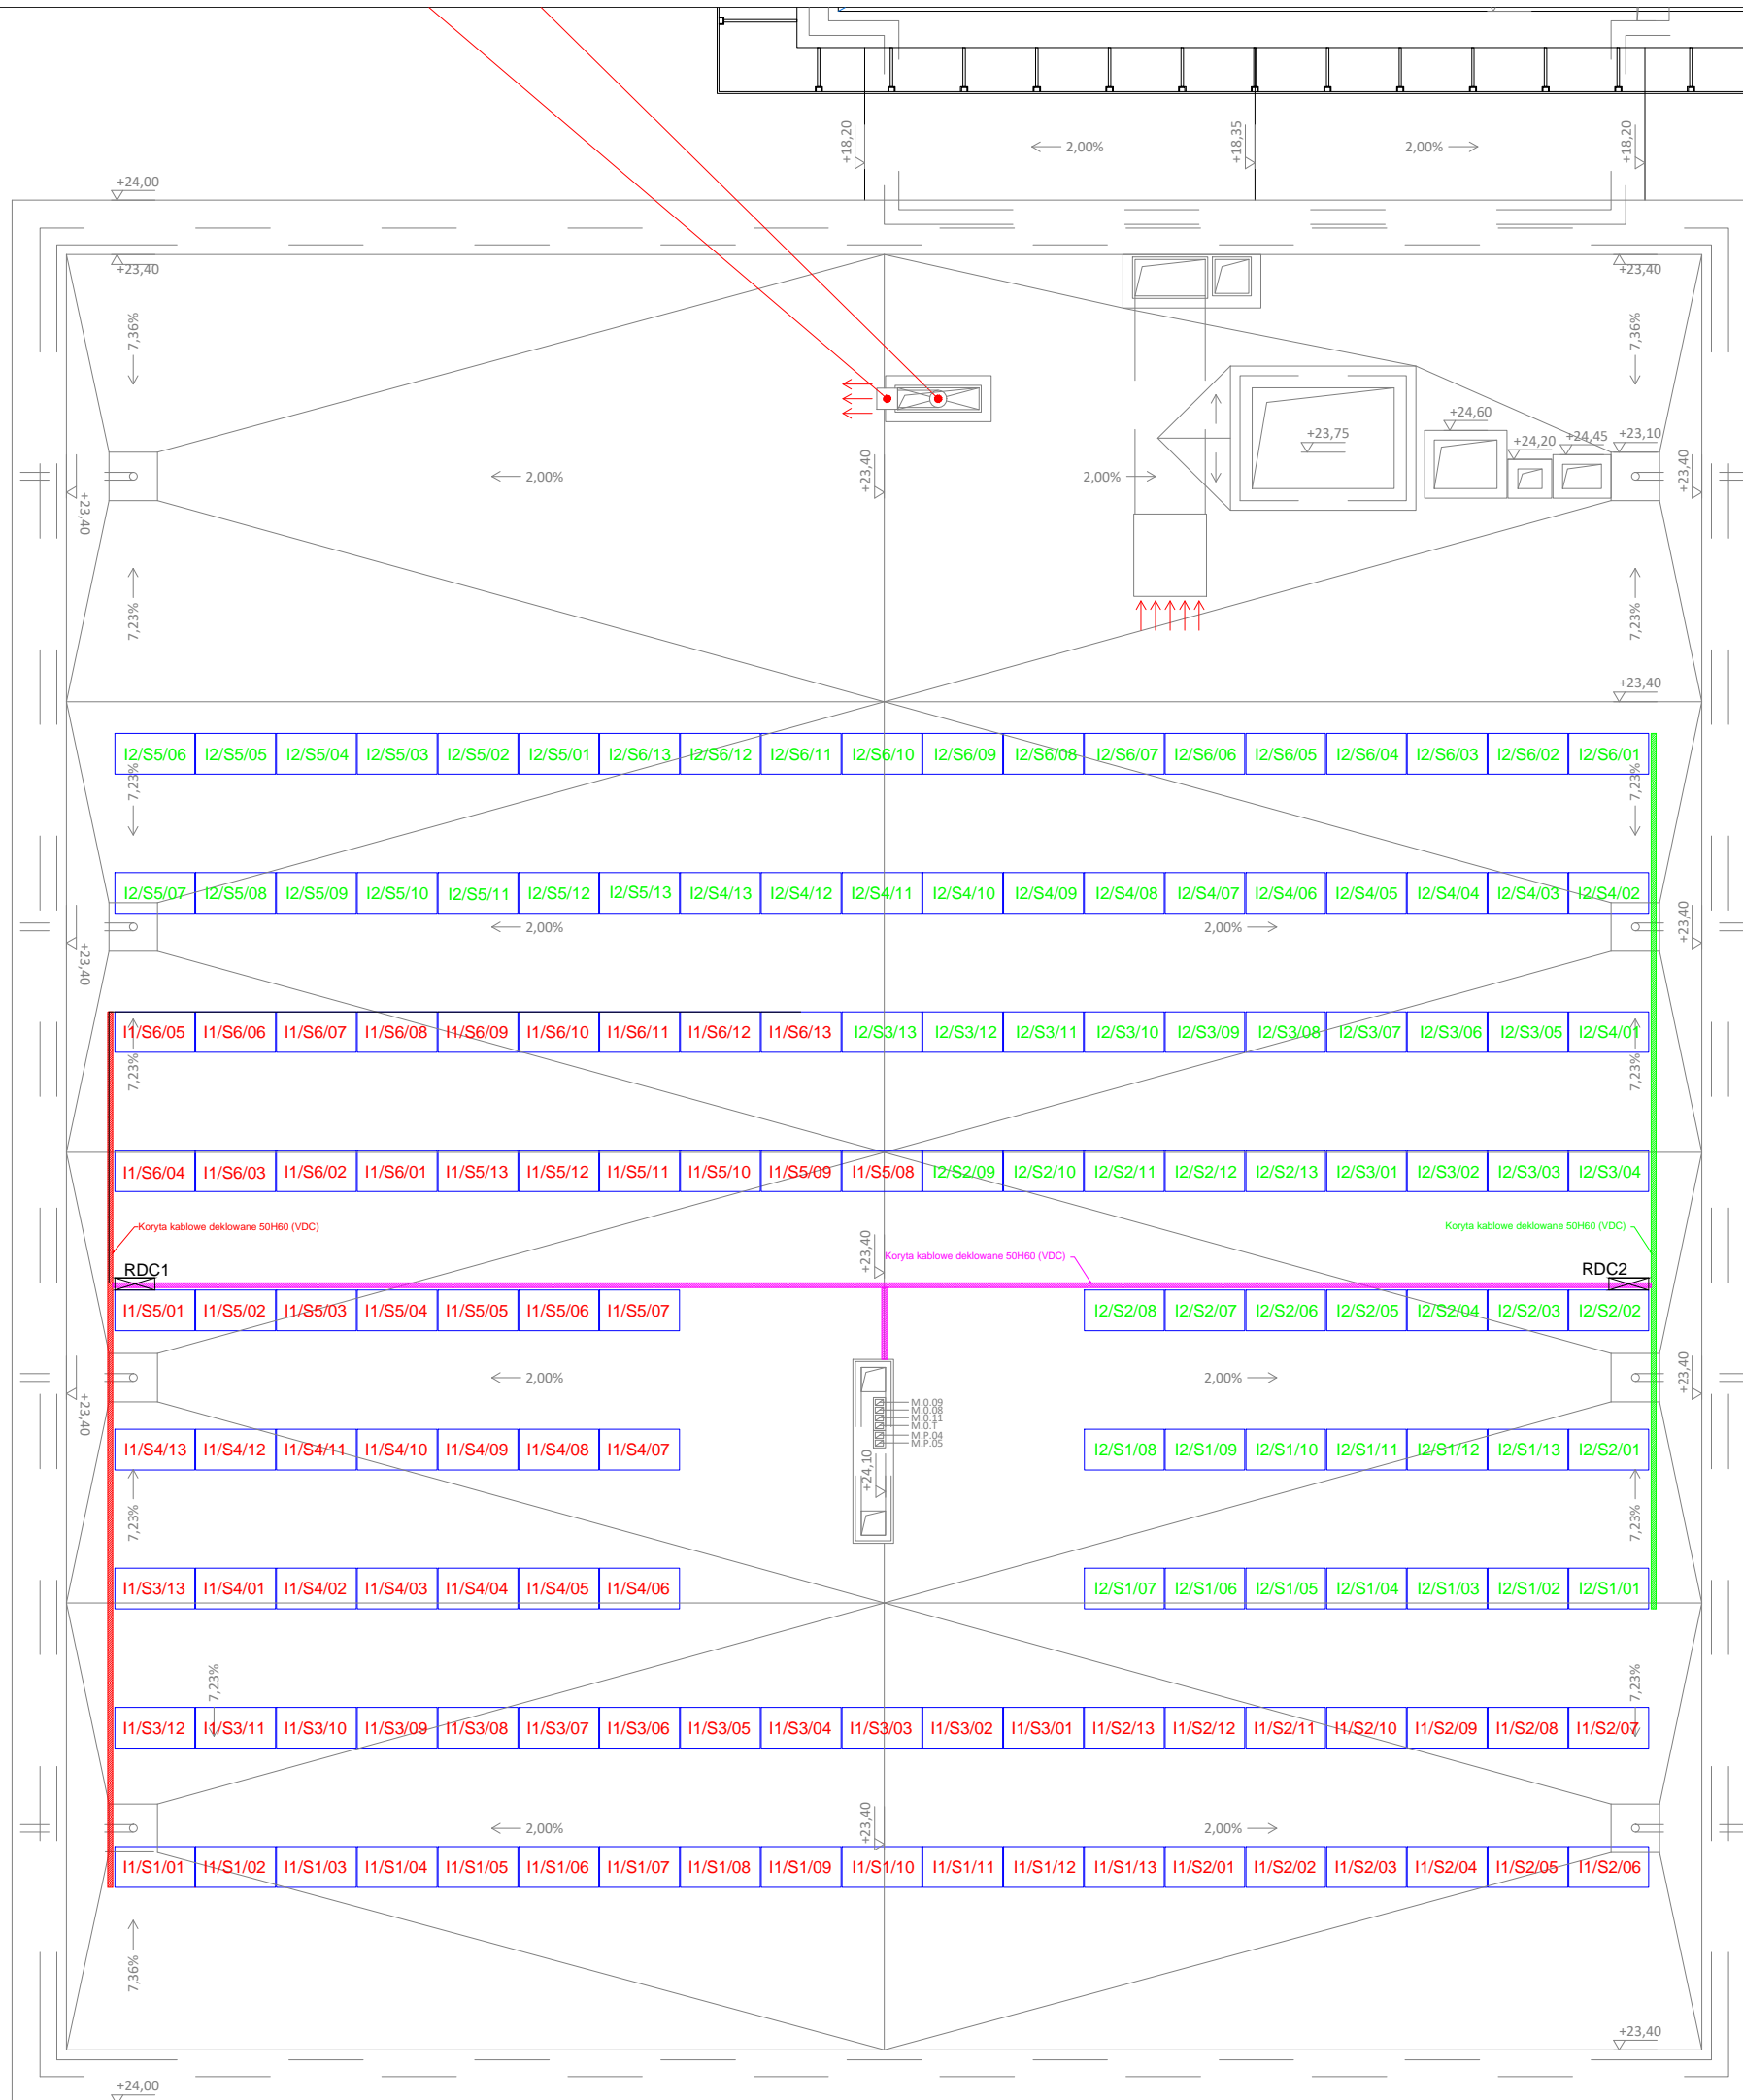 +18,20
2,00%
+18,35
2,00%
+18,20
+24,00
+23,40
+23,40
7,36%
7,36%
+24,60
+23,75
+24,20
+24,45
+23,10
+23,40
2,00%
+23,40
2,00%
+23,40
7,23%
7,23%
+23,40
I2/S5/06 I2/S5/05 I2/S5/04 I2/S5/03 I2/S5/02 I2/S5/01 I2/S6/13 I2/S6/12 I2/S6/11 I2/S6/10 I2/S6/09 I2/S6/08 I2/S6/07 I2/S6/06 I2/S6/05 I2/S6/04 I2/S6/03 I2/S6/02 I2/S6/01
7,23%
7,23%
I2/S5/07 I2/S5/08 I2/S5/09 I2/S5/10 I2/S5/11 I2/S5/12 I2/S5/13 I2/S4/13 I2/S4/12 I2/S4/11 I2/S4/10 I2/S4/09 I2/S4/08 I2/S4/07 I2/S4/06 I2/S4/05 I2/S4/04 I2/S4/03 I2/S4/02
+23,40
2,00%
2,00%
+23,40
I1/S6/05 I1/S6/06 I1/S6/07 I1/S6/08 I1/S6/09 I1/S6/10 I1/S6/11 I1/S6/12 I1/S6/13 I2/S3/13 I2/S3/12 I2/S3/11 I2/S3/10 I2/S3/09 I2/S3/08 I2/S3/07 I2/S3/06 I2/S3/05 I2/S4/01
7,23%
7,23%
I1/S6/04 I1/S6/03 I1/S6/02 I1/S6/01 I1/S5/13 I1/S5/12 I1/S5/11 I1/S5/10 I1/S5/09 I1/S5/08 I2/S2/09 I2/S2/10 I2/S2/11 I2/S2/12 I2/S2/13 I2/S3/01 I2/S3/02 I2/S3/03 I2/S3/04
Koryta kablowe deklowane 50H60 (VDC)
+23,40
Koryta kablowe deklowane 50H60 (VDC)
Koryta kablowe deklowane 50H60 (VDC)
RDC1
RDC2
I1/S5/01 I1/S5/02 I1/S5/03 I1/S5/04 I1/S5/05 I1/S5/06 I1/S5/07 I2/S2/08 I2/S2/07 I2/S2/06 I2/S2/05 I2/S2/04 I2/S2/03 I2/S2/02
+23,40
2,00%
2,00%
+23,40
M.0.09
M.0.08
M.0.11
M.0.T
M.P.04
M.P.05
+24,10
I1/S4/13 I1/S4/12 I1/S4/11 I1/S4/10 I1/S4/09 I1/S4/08 I1/S4/07 I2/S1/08 I2/S1/09 I2/S1/10 I2/S1/11 I2/S1/12 I2/S1/13 I2/S2/01
7,23%
7,23%
I1/S3/13 I1/S4/01 I1/S4/02 I1/S4/03 I1/S4/04 I1/S4/05 I1/S4/06 I2/S1/07 I2/S1/06 I2/S1/05 I2/S1/04 I2/S1/03 I2/S1/02 I2/S1/01
7,23%
7,23%
I1/S3/12 I1/S3/11 I1/S3/10 I1/S3/09 I1/S3/08 I1/S3/07 I1/S3/06 I1/S3/05 I1/S3/04 I1/S3/03 I1/S3/02 I1/S3/01 I1/S2/13 I1/S2/12 I1/S2/11 I1/S2/10 I1/S2/09 I1/S2/08 I1/S2/07
2,00%
+23,40
2,00%
I1/S1/01 I1/S1/02 I1/S1/03 I1/S1/04 I1/S1/05 I1/S1/06 I1/S1/07 I1/S1/08 I1/S1/09 I1/S1/10 I1/S1/11 I1/S1/12 I1/S1/13 I1/S2/01 I1/S2/02 I1/S2/03 I1/S2/04 I1/S2/05 I1/S2/06
7,36%
+23,40
+24,00